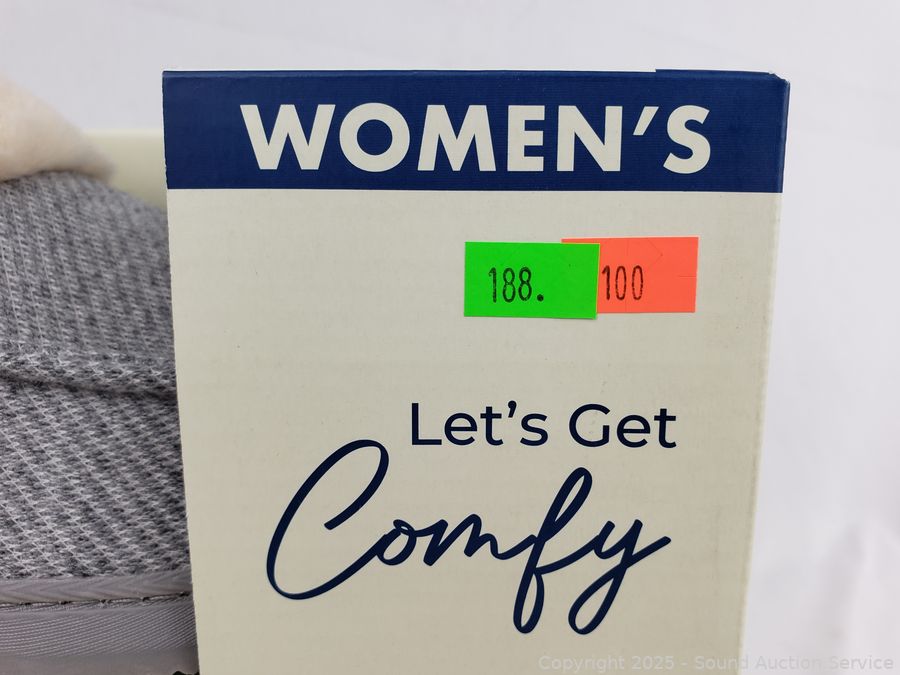 WOMEN'S
188. 100
Let's Get
Comfy
Copyright 2025 - Sound Auction Service